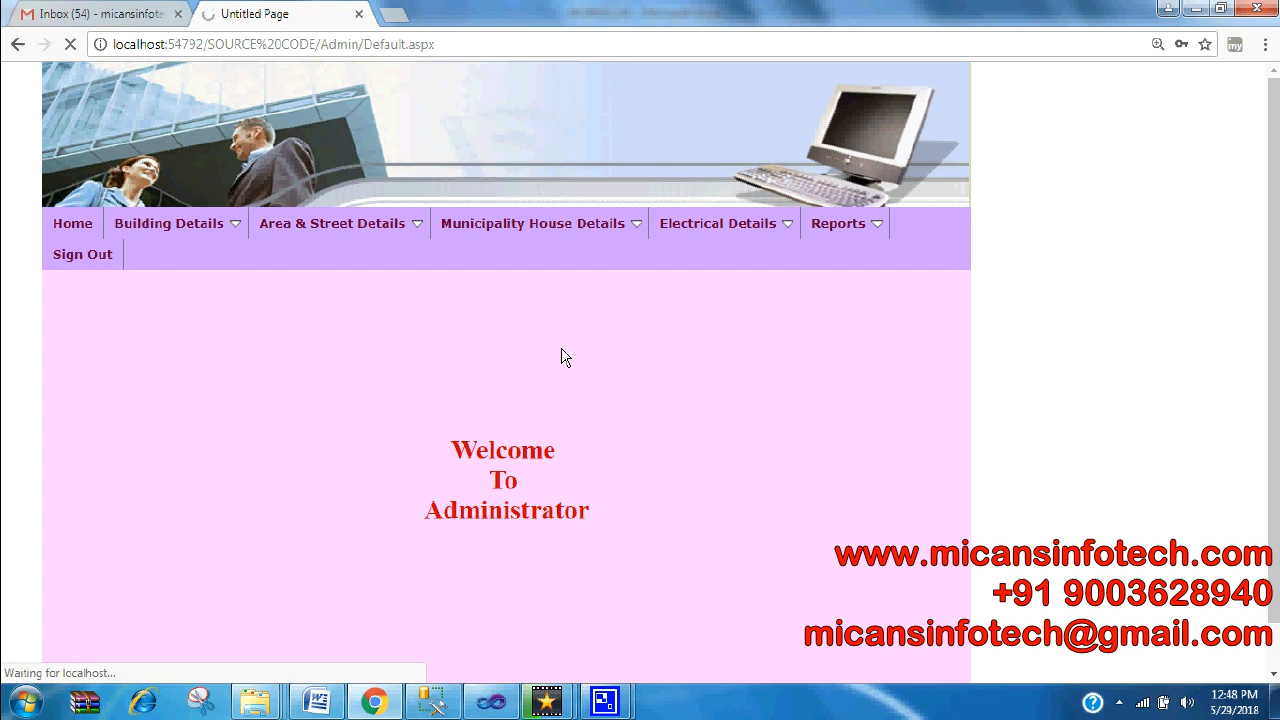 Inbox (54) - micansinfote
Untitled Page
localhost:54792/SOURCE%20CODE/Admin/Default.aspx
my
Home
Building Details
Area & Street Details
Municipality House Details
Electrical Details
Reports
Sign Out
Welcome
To
Administrator
www.micansinfotech.com
+91 9003628940
micansinfotech@gmail.com
Waiting for localhost...
12:48 PM
5/29/2018